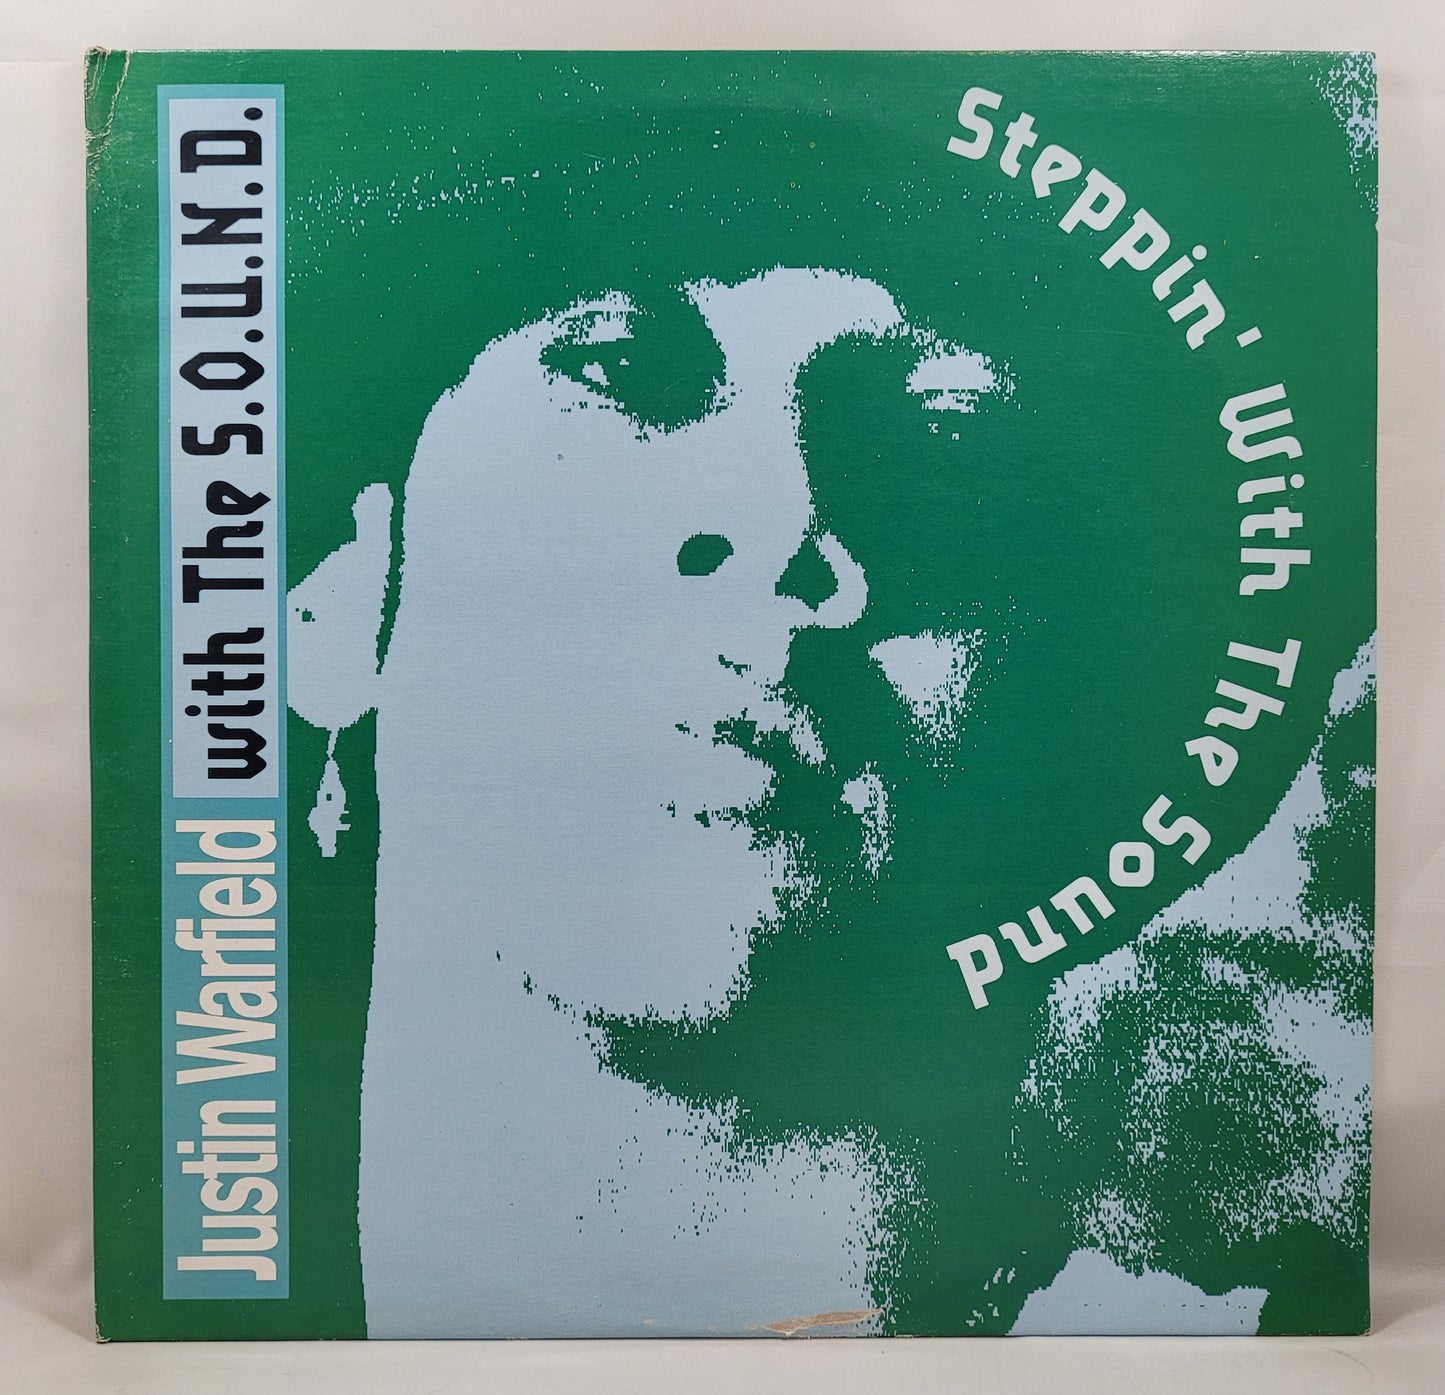 Justin Warfield with The S.O.U.N.D.
Steppin' With The Sound